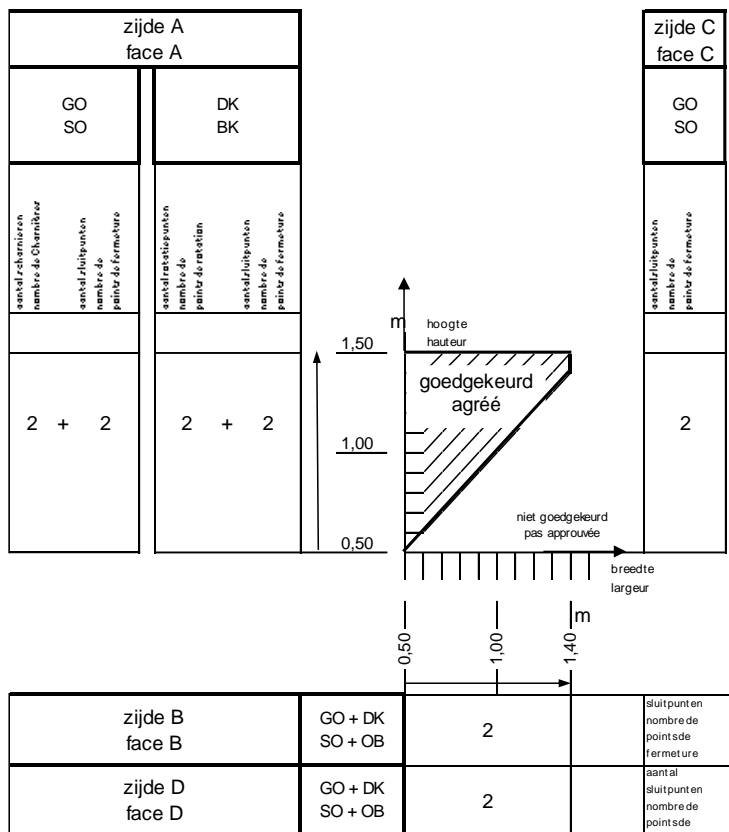 zijde A
face A
zijde C
face C
GO
SO
DK
BK
GO
SO
aantal scharnieren
nombre de Charnières
aantal sluitpunten
nombre de
points de fermeture
aantal rotatiepunten
nombre de
points de rotation
aantal sluitpunten
nombre de
points de fermeture
aantal sluitpunten
nombre de
points de fermeture
m
hoogte
hauteur
1,50
goedgekeurd
agréé
2 + 2
2 + 2
2
1,00
niet goedgekeurd
pas approuvée
0,50
breedte
largeur
m
0,50
1,00
1,40
zijde B
face B
GO + DK
SO + OB
2
sluitpunten
nombre de
points de
fermeture
zijde D
face D
GO + DK
SO + OB
2
aantal
sluitpunten
nombre de
points de